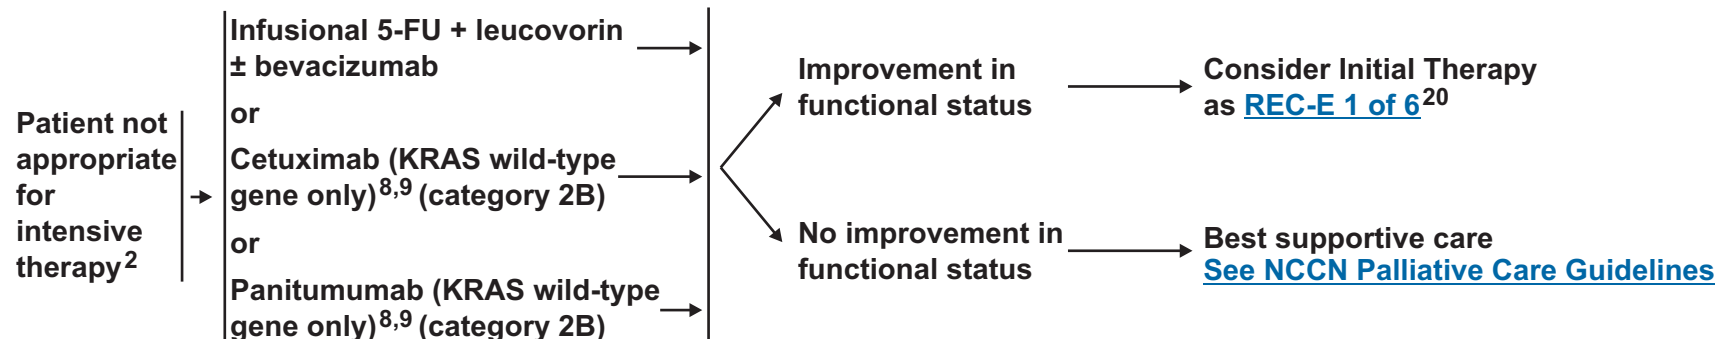 Patient not
appropriate
for
intensive
therapy2
Infusional 5-FU + leucovorin
± bevacizumab
or
Cetuximab (KRAS wild-type
gene only)8,9 (category 2B)
or
Panitumumab (KRAS wild-type
gene only)8,9 (category 2B)
Improvement in
functional status
Consider Initial Therapy
as REC-E 1 of 620
No improvement in
functional status
Best supportive care
See NCCN Palliative Care Guidelines